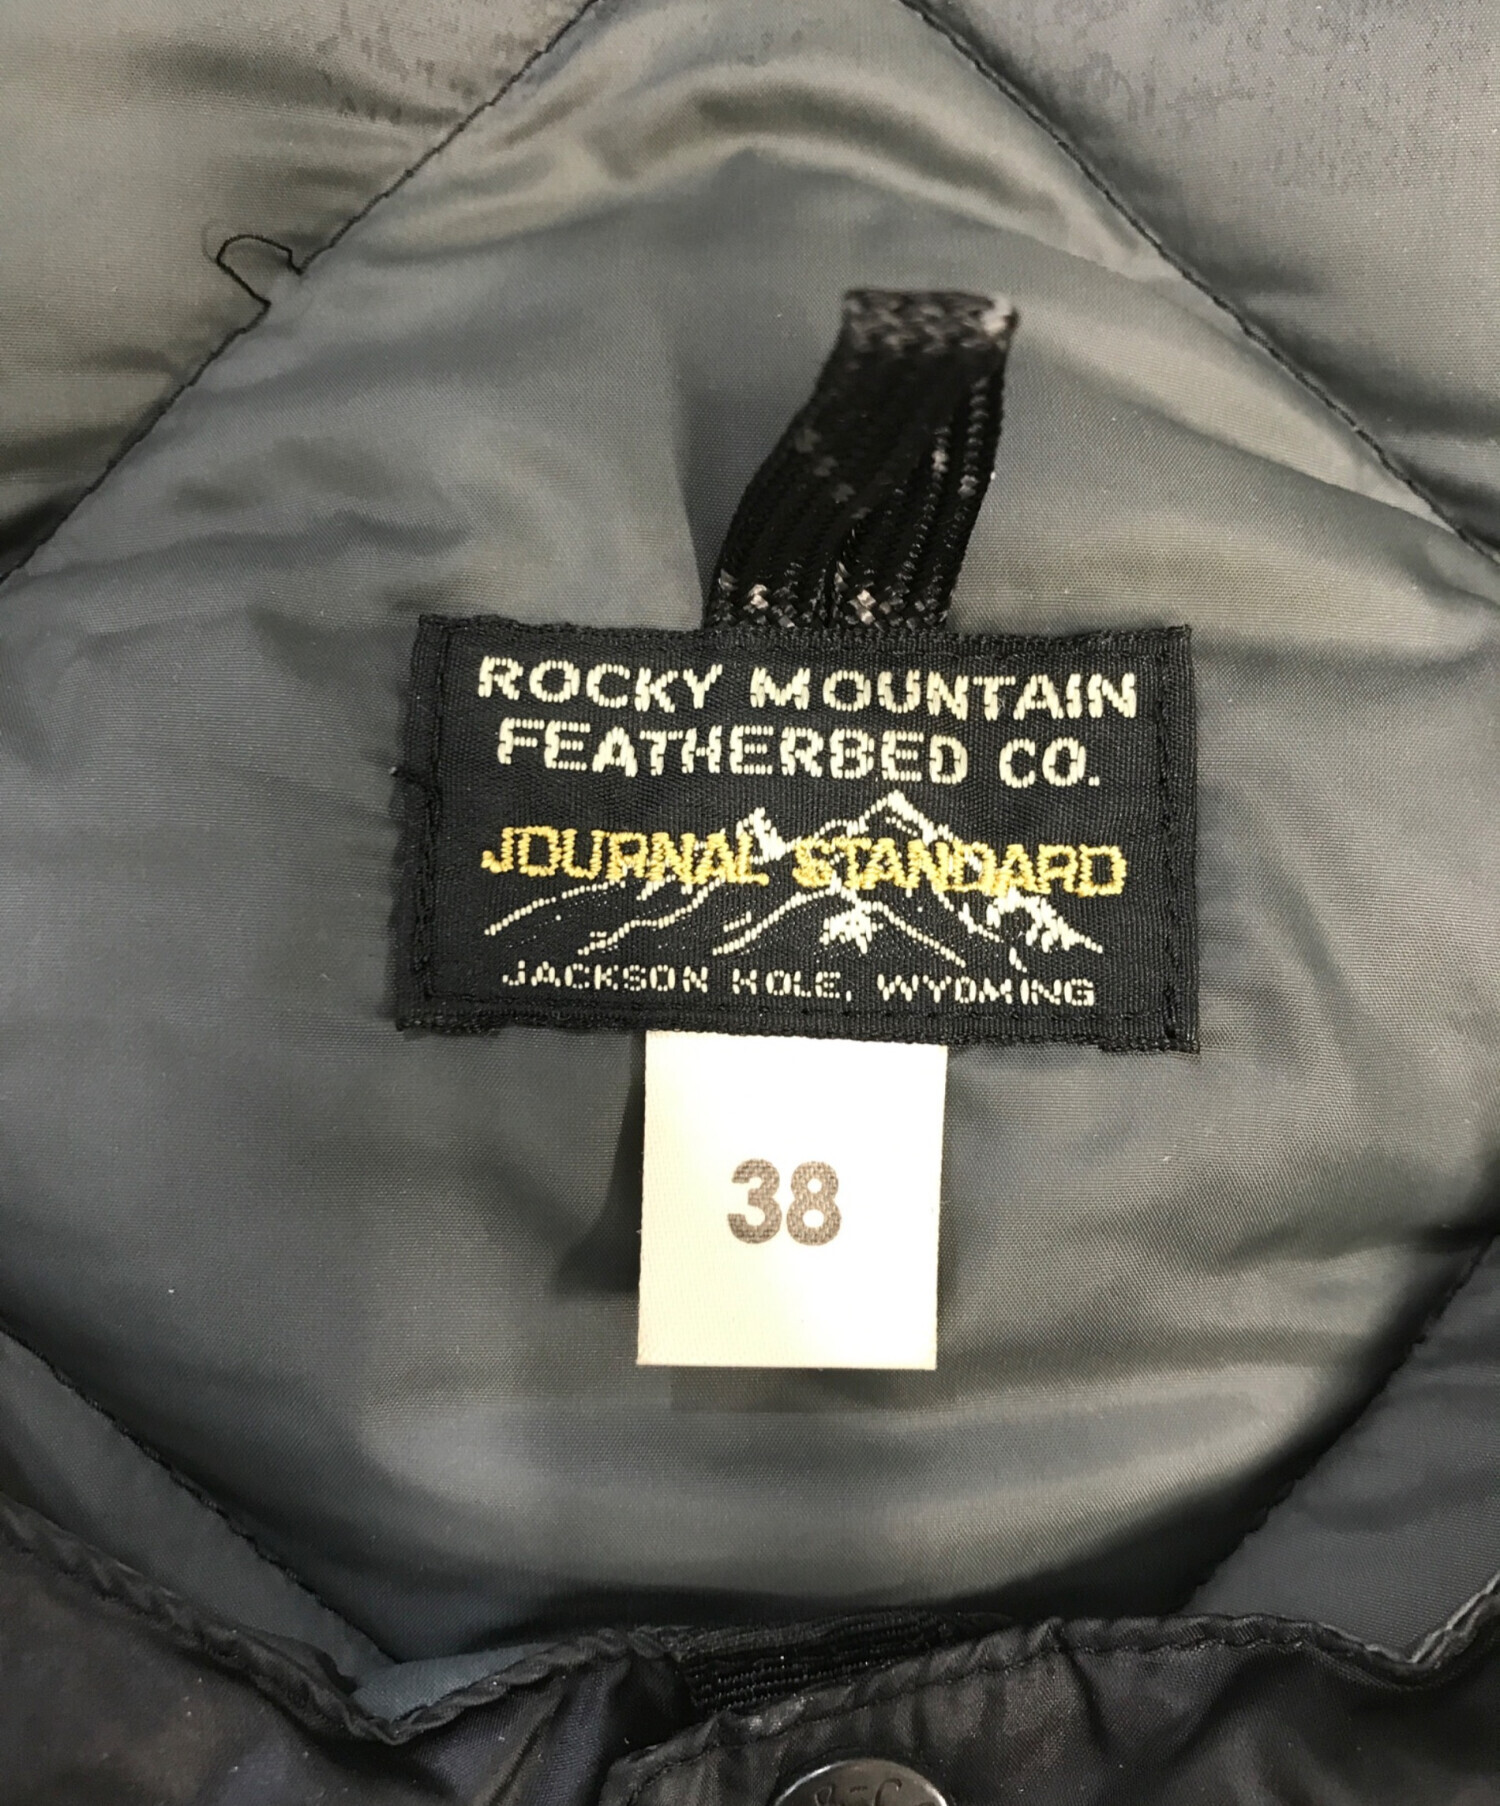 ROCKY MOUNTAIN
FEATHERBED CO.
JOURNAL STANDARD
JACKSON HOLE, WYOMING
38